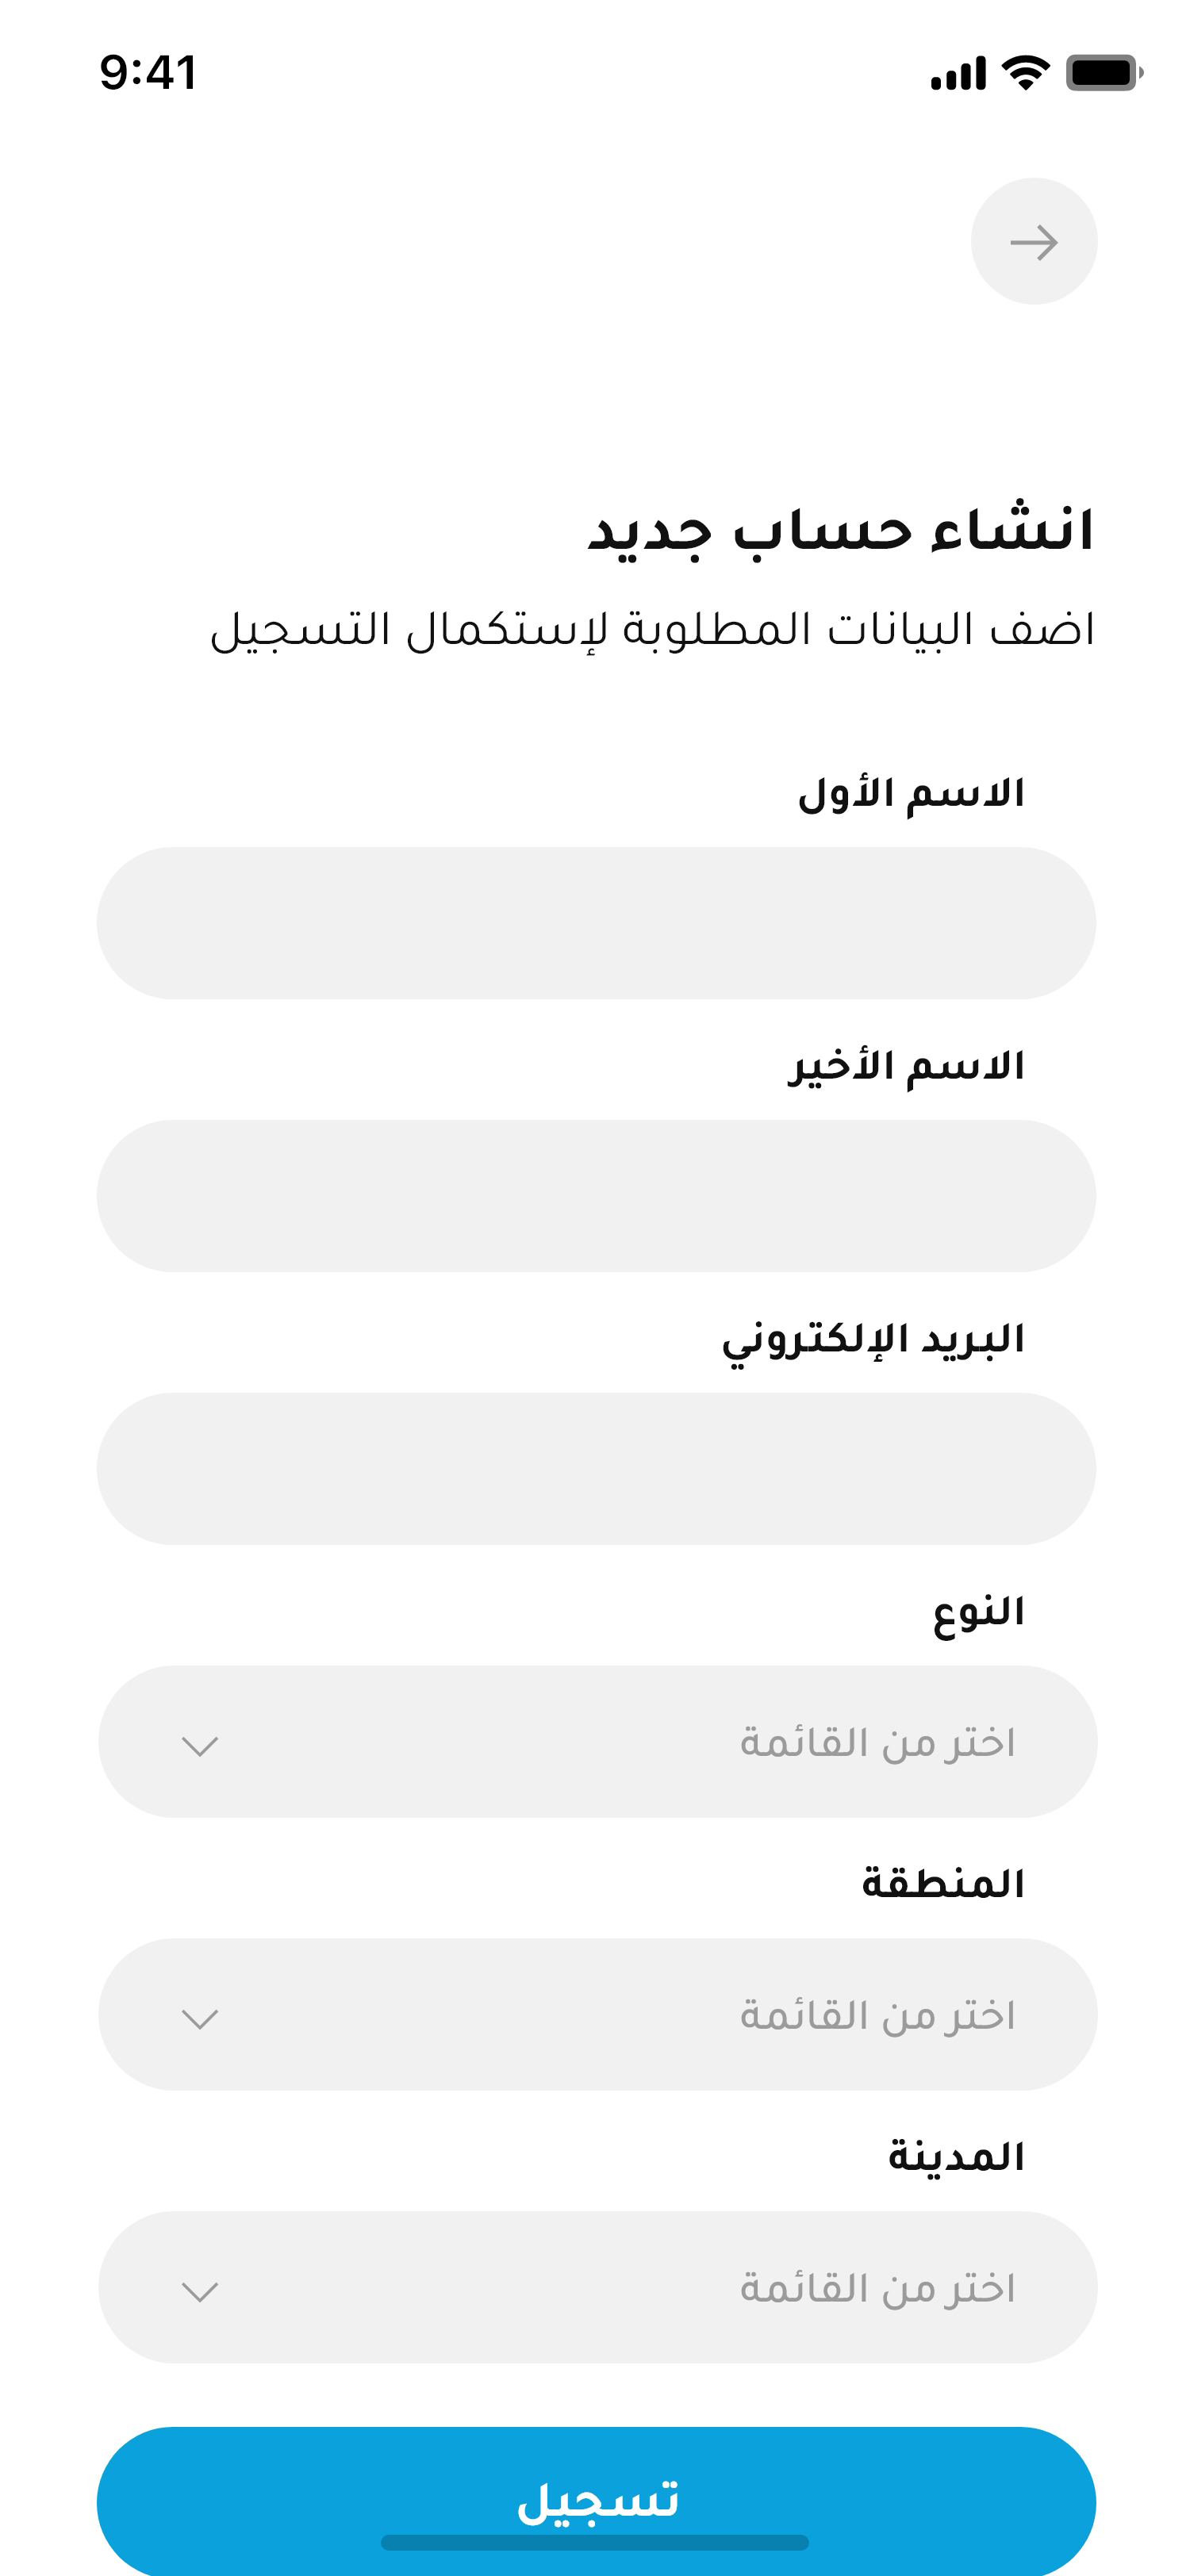 9:41
انشاء حساب جديد
اضف البيانات المطلوبة لإستكمال التسجيل
الاسم الأول
الاسم الأخير
البريد الإلكتروني
النوع
اختر من القائمة
المنطقة
اختر من القائمة
المدينة
اختر من القائمة
تسجيل